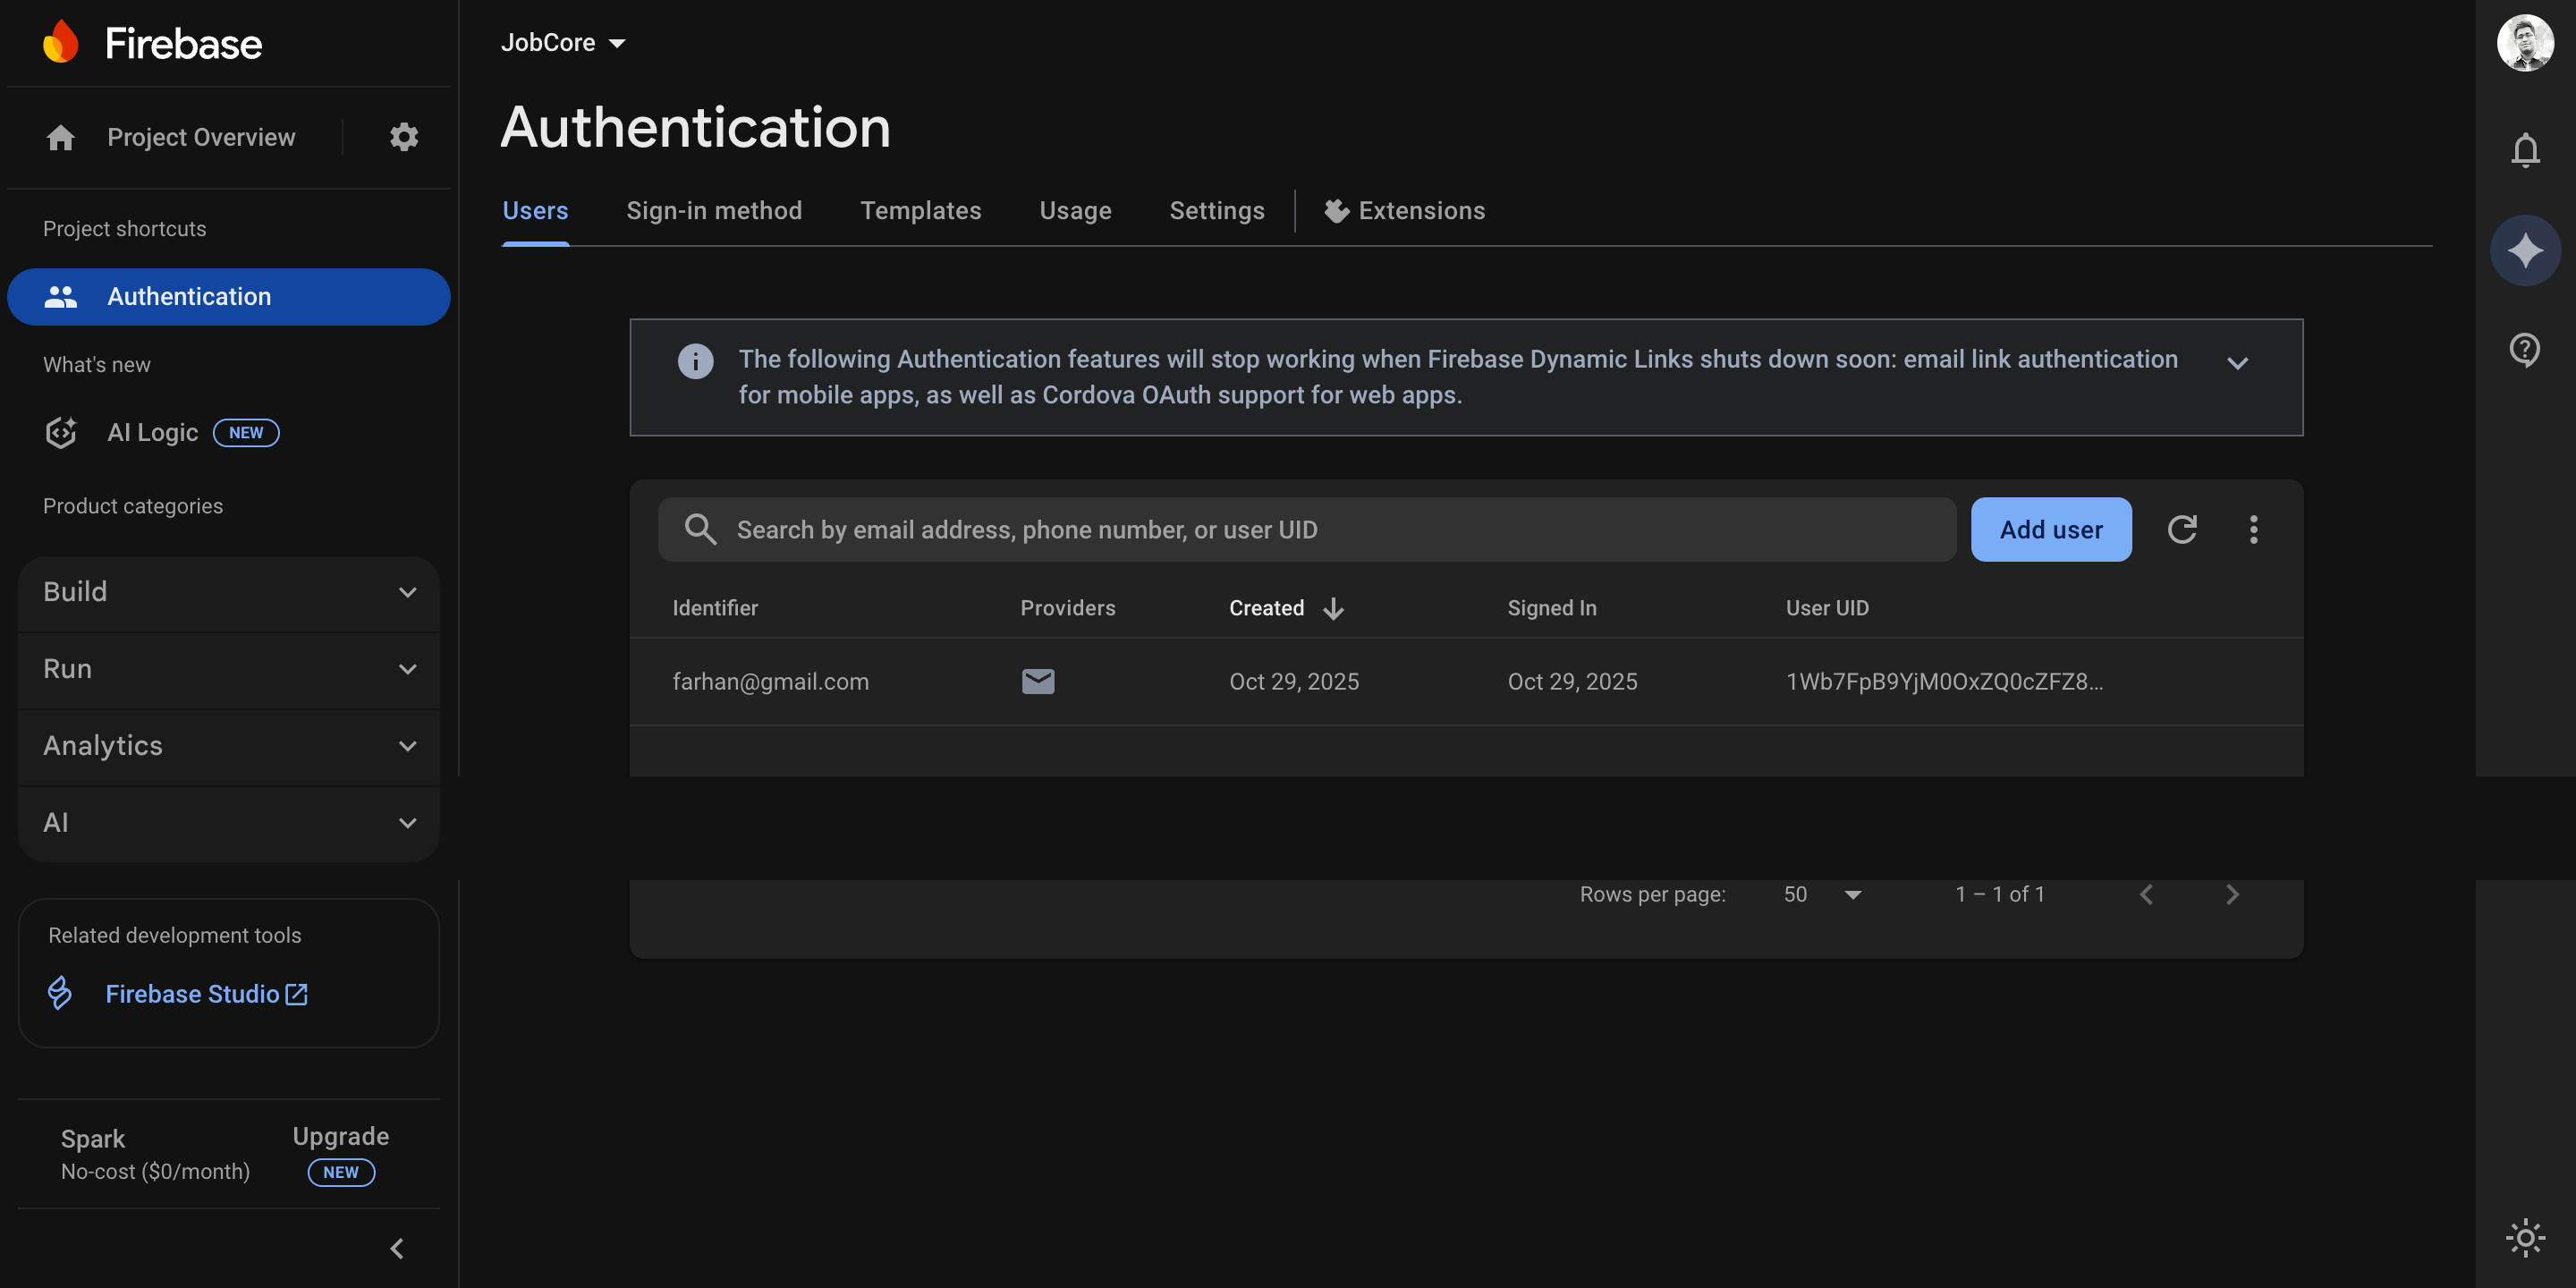 Firebase
Project Overview
Project shortcuts
Authentication
What's new
AI Logic NEW
Product categories
Build
Run
Analytics
AI
Related development tools
Firebase Studio
Spark
No-cost ($0/month)
Upgrade
NEW
JobCore
Authentication
Users Sign-in method Templates Usage Settings Extensions
The following Authentication features will stop working when Firebase Dynamic Links shuts down soon: email link authentication
for mobile apps, as well as Cordova OAuth support for web apps.
Search by email address, phone number, or user UID
Add user
Identifier Providers Created Signed In User UID
farhan@gmail.com Oct 29, 2025 Oct 29, 2025 1Wb7FpB9YjM0OxZQ0cZFZ8...
Rows per page: 50 1 – 1 of 1